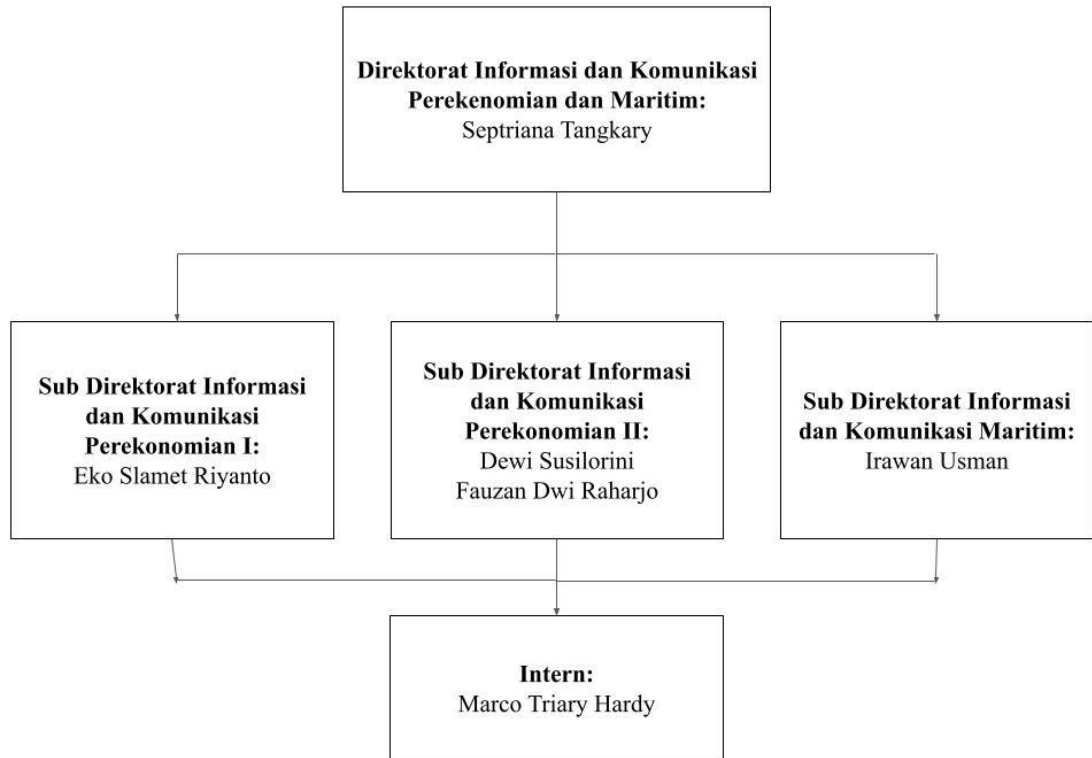 Direktorat Informasi dan Komunikasi
Perekenomian dan Maritim:
Septriana Tangkary
Sub Direktorat Informasi
dan Komunikasi
Perekonomian I:
Eko Slamet Riyanto
Sub Direktorat Informasi
dan Komunikasi
Perekonomian II:
Dewi Susilorini
Fauzan Dwi Raharjo
Sub Direktorat Informasi
dan Komunikasi Maritim:
Irawan Usman
Intern:
Marco Triary Hardy